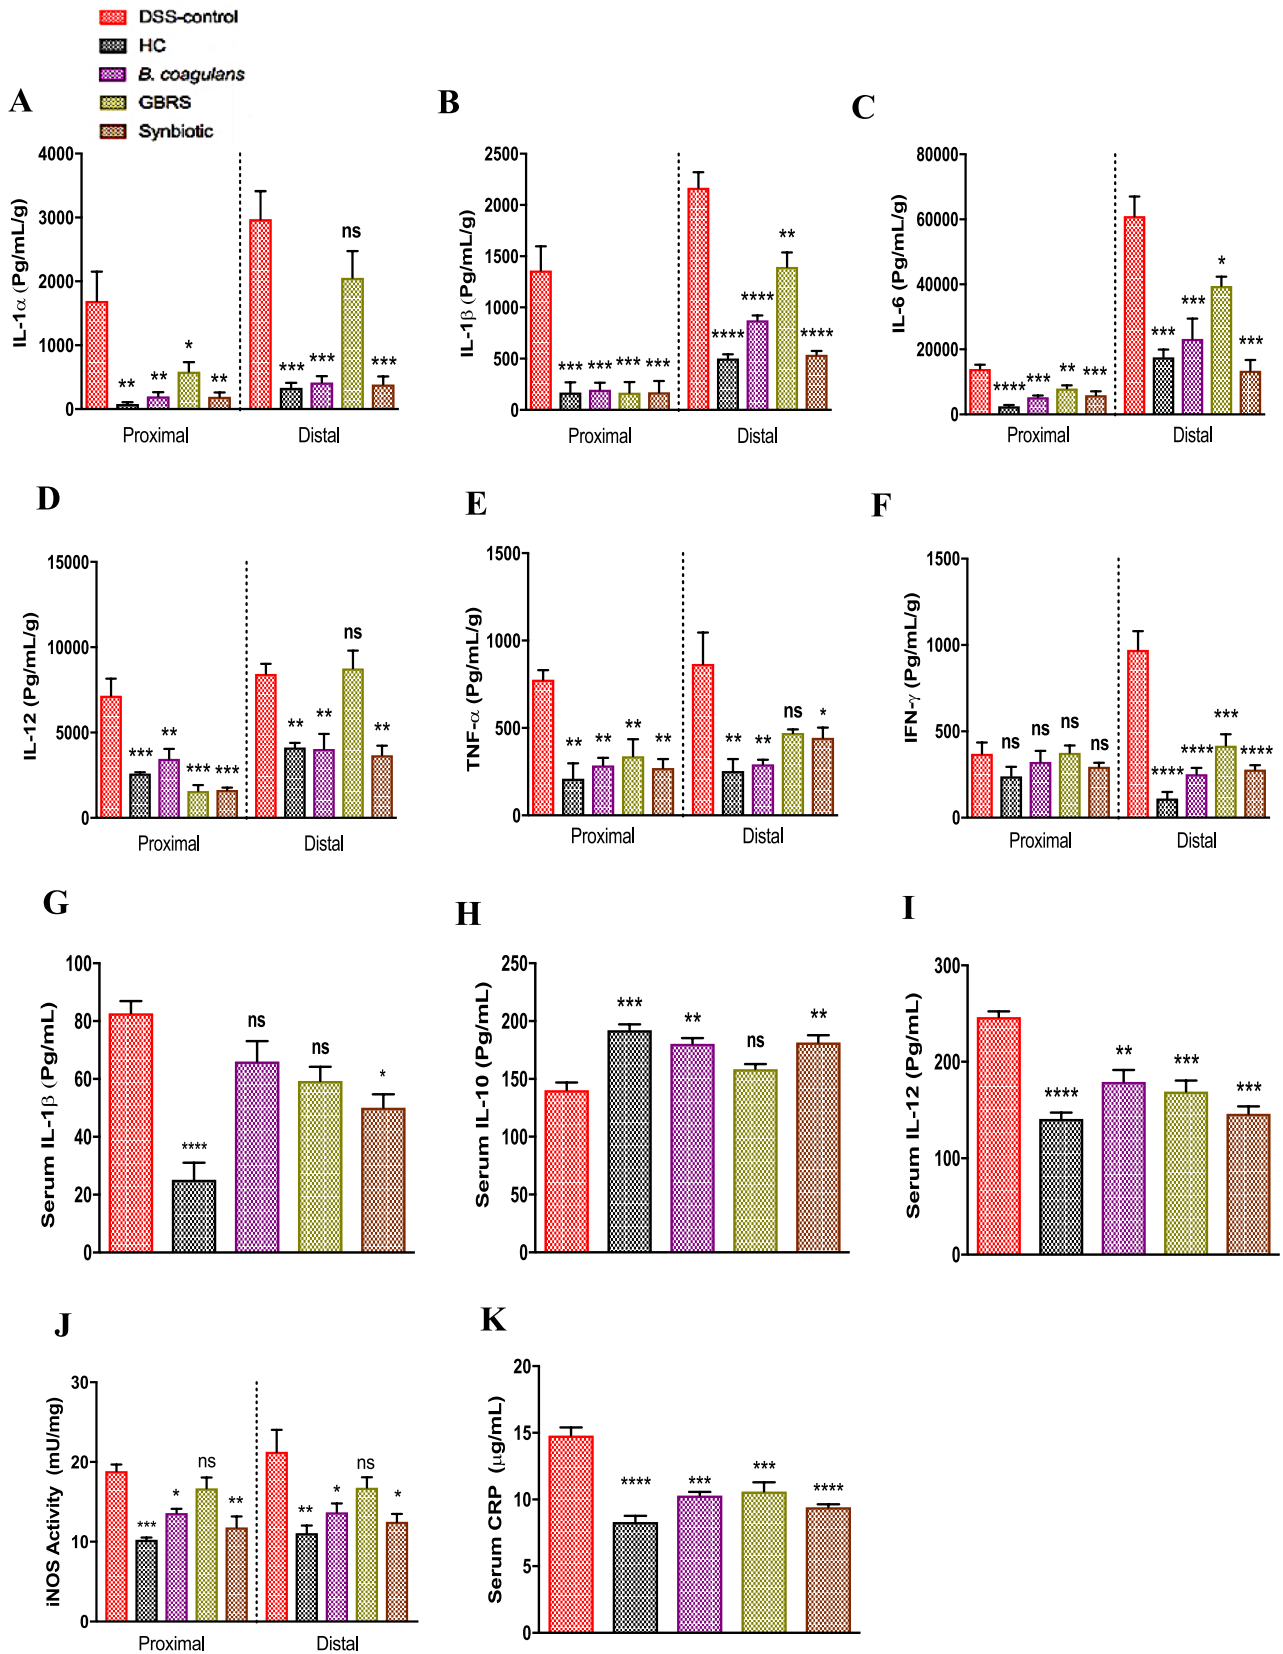 DSS-control
HC
B. coagulans
GBRS
Synbiotic
A
IL-1α (Pg/mL/g)
4000
3000
2000
1000
0
** ** * ** *** *** ns ***
Proximal Distal
B
IL-1β (Pg/mL/g)
2500
2000
1500
1000
500
0
*** *** *** *** **** **** ** ****
Proximal Distal
C
IL-6 (Pg/mL/g)
80000
60000
40000
20000
0
**** *** ** *** *** *** * ***
Proximal Distal
D
IL-12 (Pg/mL/g)
15000
10000
5000
0
*** ** *** *** ** ** ns **
Proximal Distal
E
TNF-α (Pg/mL/g)
1500
1000
500
0
** ** ** ** ** ** ns *
Proximal Distal
F
IFN-γ (Pg/mL/g)
1500
1000
500
0
ns ns ns ns **** **** *** ****
Proximal Distal
G
Serum IL-1β (Pg/mL)
100
80
60
40
20
0
**** ns ns *
H
Serum IL-10 (Pg/mL)
250
200
150
100
50
0
*** ** ns **
I
Serum IL-12 (Pg/mL)
300
200
100
0
**** ** *** ***
J
iNOS Activity (mU/mg)
30
20
10
0
*** * ns ** ** * ns *
Proximal Distal
K
Serum CRP (μg/mL)
20
15
10
5
0
**** *** *** ****